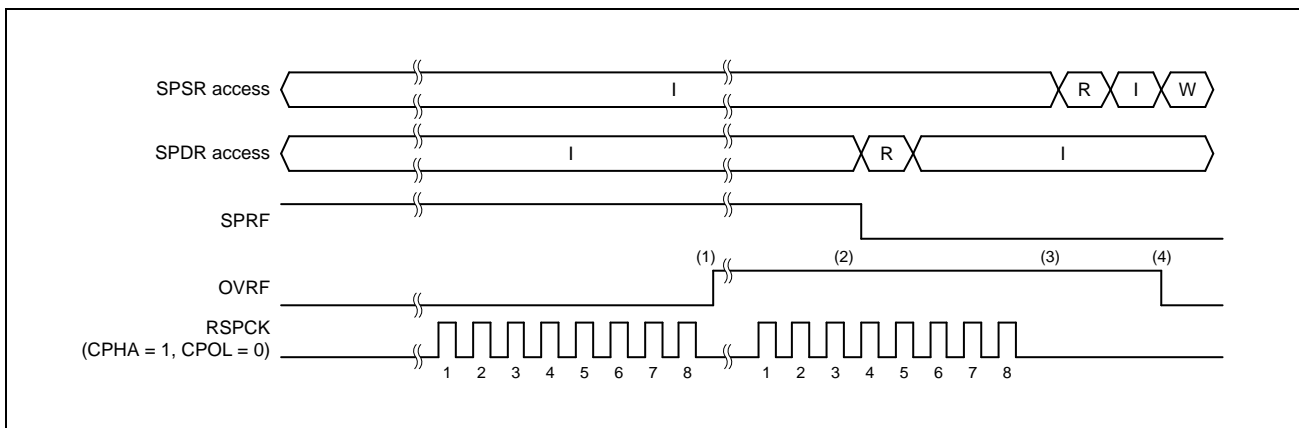 SPSR access I R I W
SPDR access I R I
SPRF
(1) (2) (3) (4)
OVRF
RSPCK
(CPHA = 1, CPOL = 0)
1 2 3 4 5 6 7 8 1 2 3 4 5 6 7 8